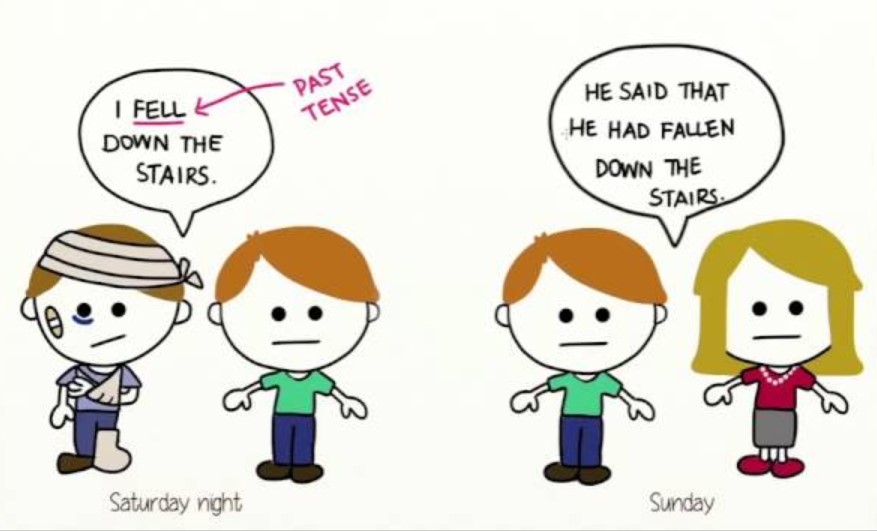 I FELL
DOWN THE
STAIRS.
PAST
TENSE
HE SAID THAT
HE HAD FALLEN
DOWN THE
STAIRS.
Saturday night
Sunday